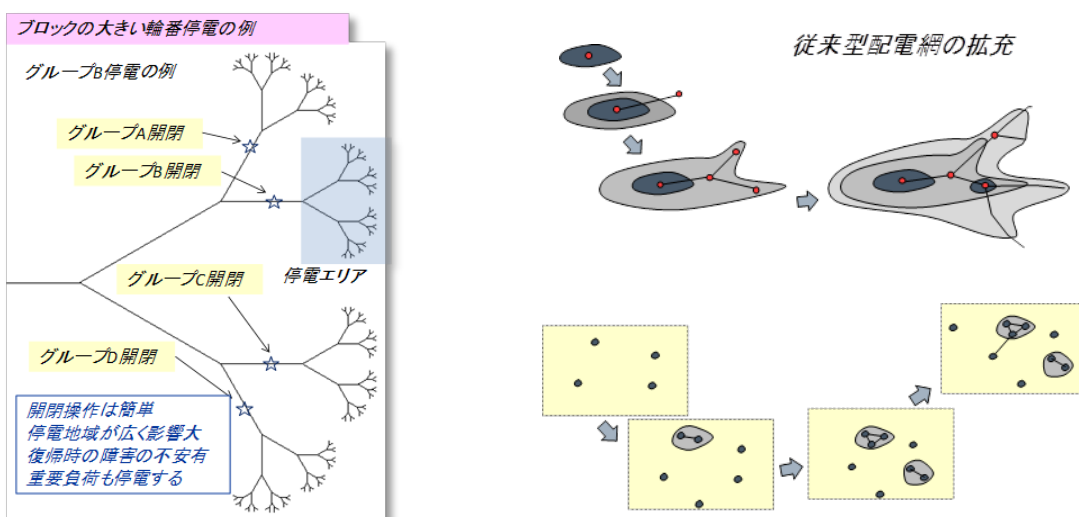 ブロックの大きい輪番停電の例
グループB停電の例
グループA開閉
グループB開閉
停電エリア
グループC開閉
グループD開閉
開閉操作は簡単
停電地域が広く影響大
復帰時の障害の不安有
重要負荷も停電する
従来型配電網の拡充